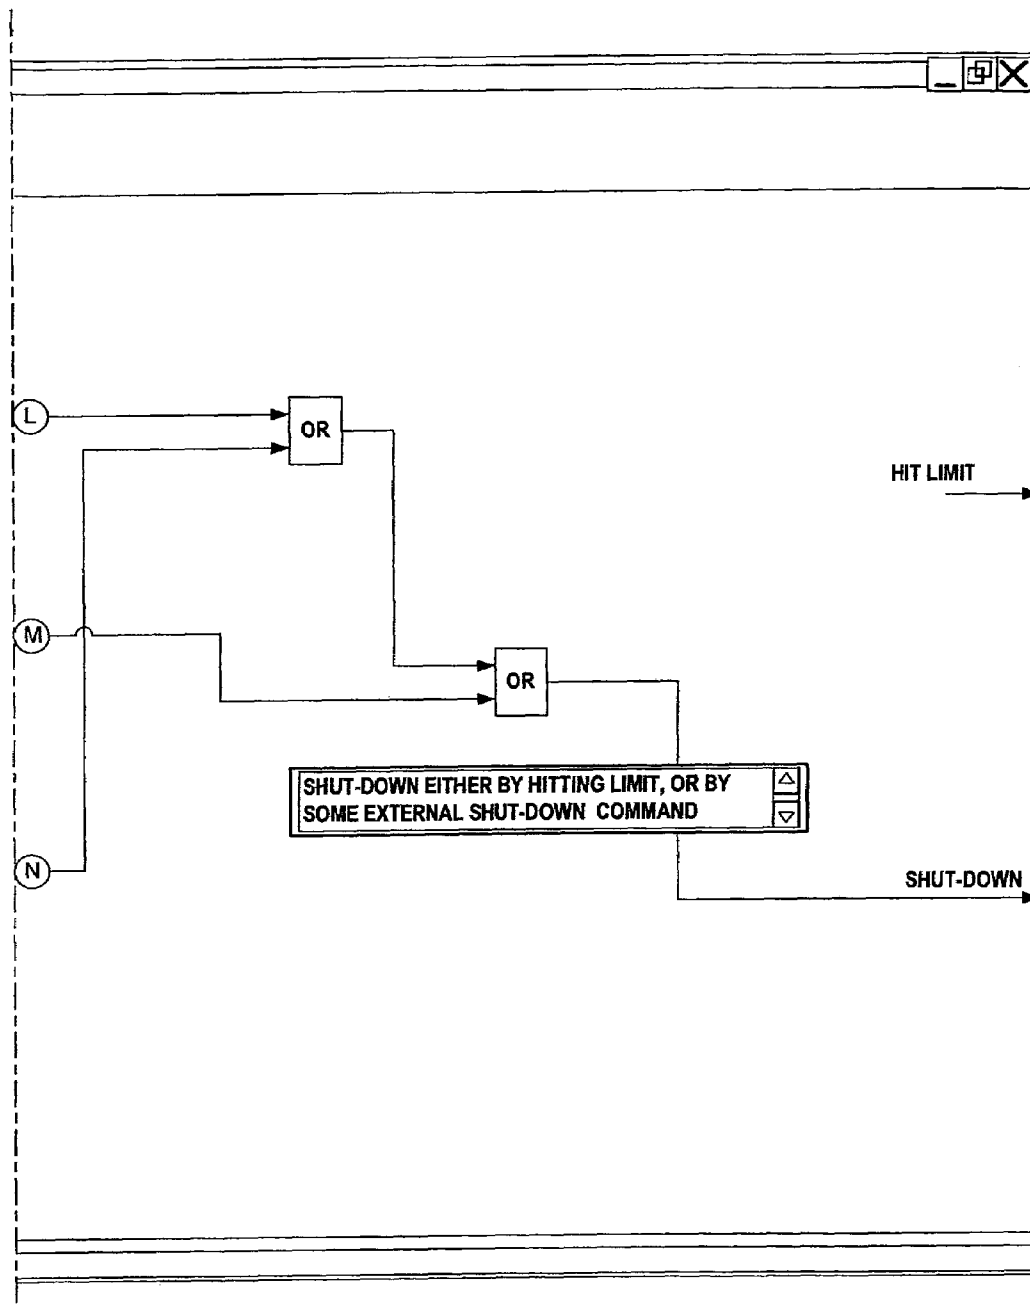 L
OR
HIT LIMIT
M
OR
SHUT-DOWN EITHER BY HITTING LIMIT, OR BY
SOME EXTERNAL SHUT-DOWN COMMAND
N
SHUT-DOWN